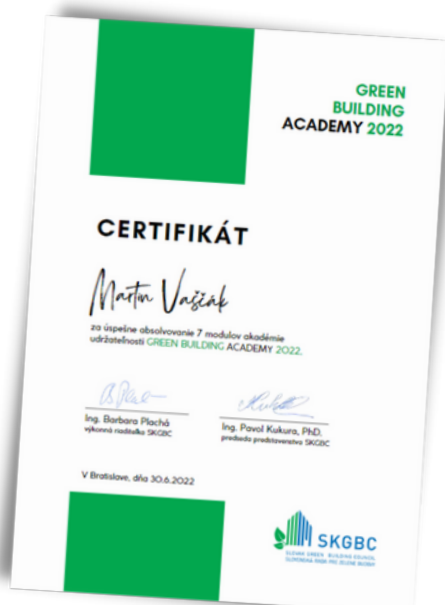 GREEN
BUILDING
ACADEMY 2022
CERTIFIKÁT
Martin Vaščák
za úspešne absolvovanie 7 modulov akadémie
udržateľnosti GREEN BUILDING ACADEMY 2022.
Ing. Barbara Plachá
výkonná riaditeľka SKGBC
Ing. Pavol Kukura, PhD.
predseda predstavenstva SKGBC
V Bratislave, dňa 30.6.2022
SKGBC
SLOVAK GREEN BUILDING COUNCIL
SLOVENSKÁ RADA PRE ZELENÉ BUDOVY